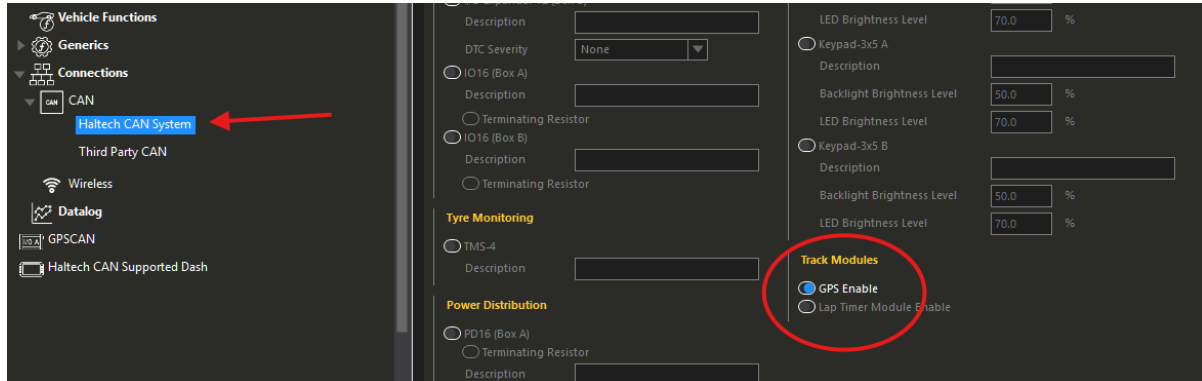 Vehicle Functions
Generics
Connections
CAN
CAN
Haltech CAN System
Third Party CAN
Wireless
Datalog
GPSCAN
Haltech CAN Supported Dash
Description
DTC Severity
None
IO16 (Box A)
Description
Terminating Resistor
IO16 (Box B)
Description
Terminating Resistor
Tyre Monitoring
TMS-4
Description
Power Distribution
PD16 (Box A)
Terminating Resistor
Description
LED Brightness Level 70.0 %
Keypad-3x5 A
Description
Backlight Brightness Level 50.0 %
LED Brightness Level 70.0 %
Keypad-3x5 B
Description
Backlight Brightness Level 50.0 %
LED Brightness Level 70.0 %
Track Modules
GPS Enable
Lap Timer Module Enable